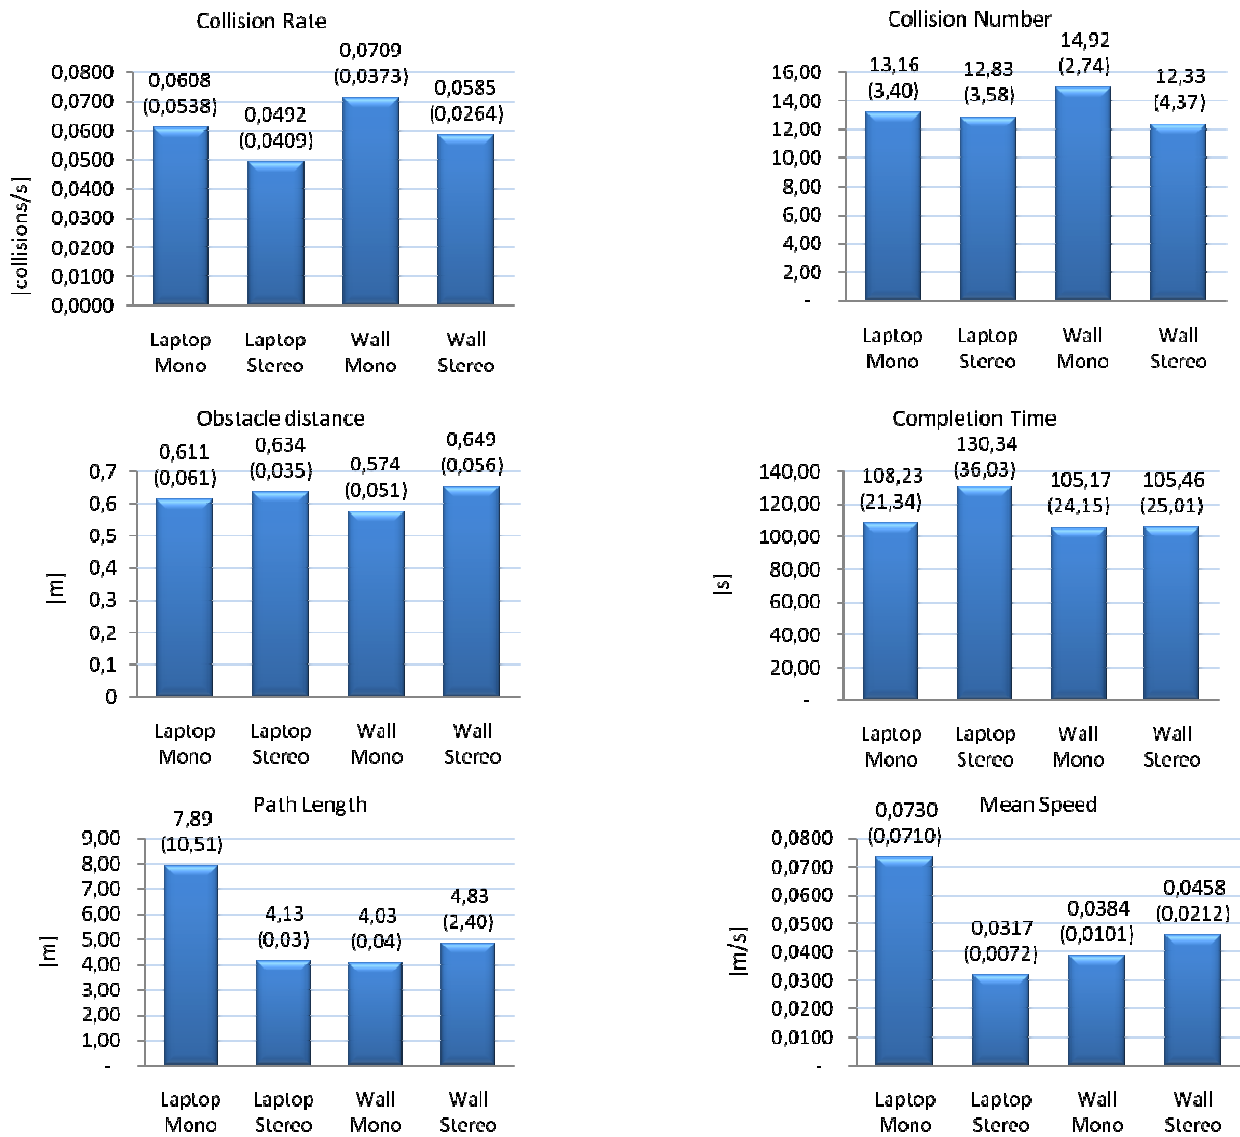 Collision Rate
0,0608
(0,0538)
0,0492
(0,0409)
0,0709
(0,0373)
0,0585
(0,0264)
0,0800
0,0700
0,0600
0,0500
0,0400
0,0300
0,0200
0,0100
0,0000
|collisions/s|
Laptop
Mono
Laptop
Stereo
Wall
Mono
Wall
Stereo
Collision Number
13,16
(3,40)
12,83
(3,58)
14,92
(2,74)
12,33
(4,37)
16,00
14,00
12,00
10,00
8,00
6,00
4,00
2,00
-
Laptop
Mono
Laptop
Stereo
Wall
Mono
Wall
Stereo
Obstacle distance
0,611
(0,061)
0,634
(0,035)
0,574
(0,051)
0,649
(0,056)
0,7
0,6
0,5
0,4
0,3
0,2
0,1
0
|m|
Laptop
Mono
Laptop
Stereo
Wall
Mono
Wall
Stereo
Completion Time
108,23
(21,34)
130,34
(36,03)
105,17
(24,15)
105,46
(25,01)
140,00
120,00
100,00
80,00
60,00
40,00
20,00
-
|s|
Laptop
Mono
Laptop
Stereo
Wall
Mono
Wall
Stereo
Path Length
7,89
(10,51)
4,13
(0,03)
4,03
(0,04)
4,83
(2,40)
9,00
8,00
7,00
6,00
5,00
4,00
3,00
2,00
1,00
-
|m|
Laptop
Mono
Laptop
Stereo
Wall
Mono
Wall
Stereo
Mean Speed
0,0730
(0,0710)
0,0317
(0,0072)
0,0384
(0,0101)
0,0458
(0,0212)
0,0800
0,0700
0,0600
0,0500
0,0400
0,0300
0,0200
0,0100
-
|m/s|
Laptop
Mono
Laptop
Stereo
Wall
Mono
Wall
Stereo